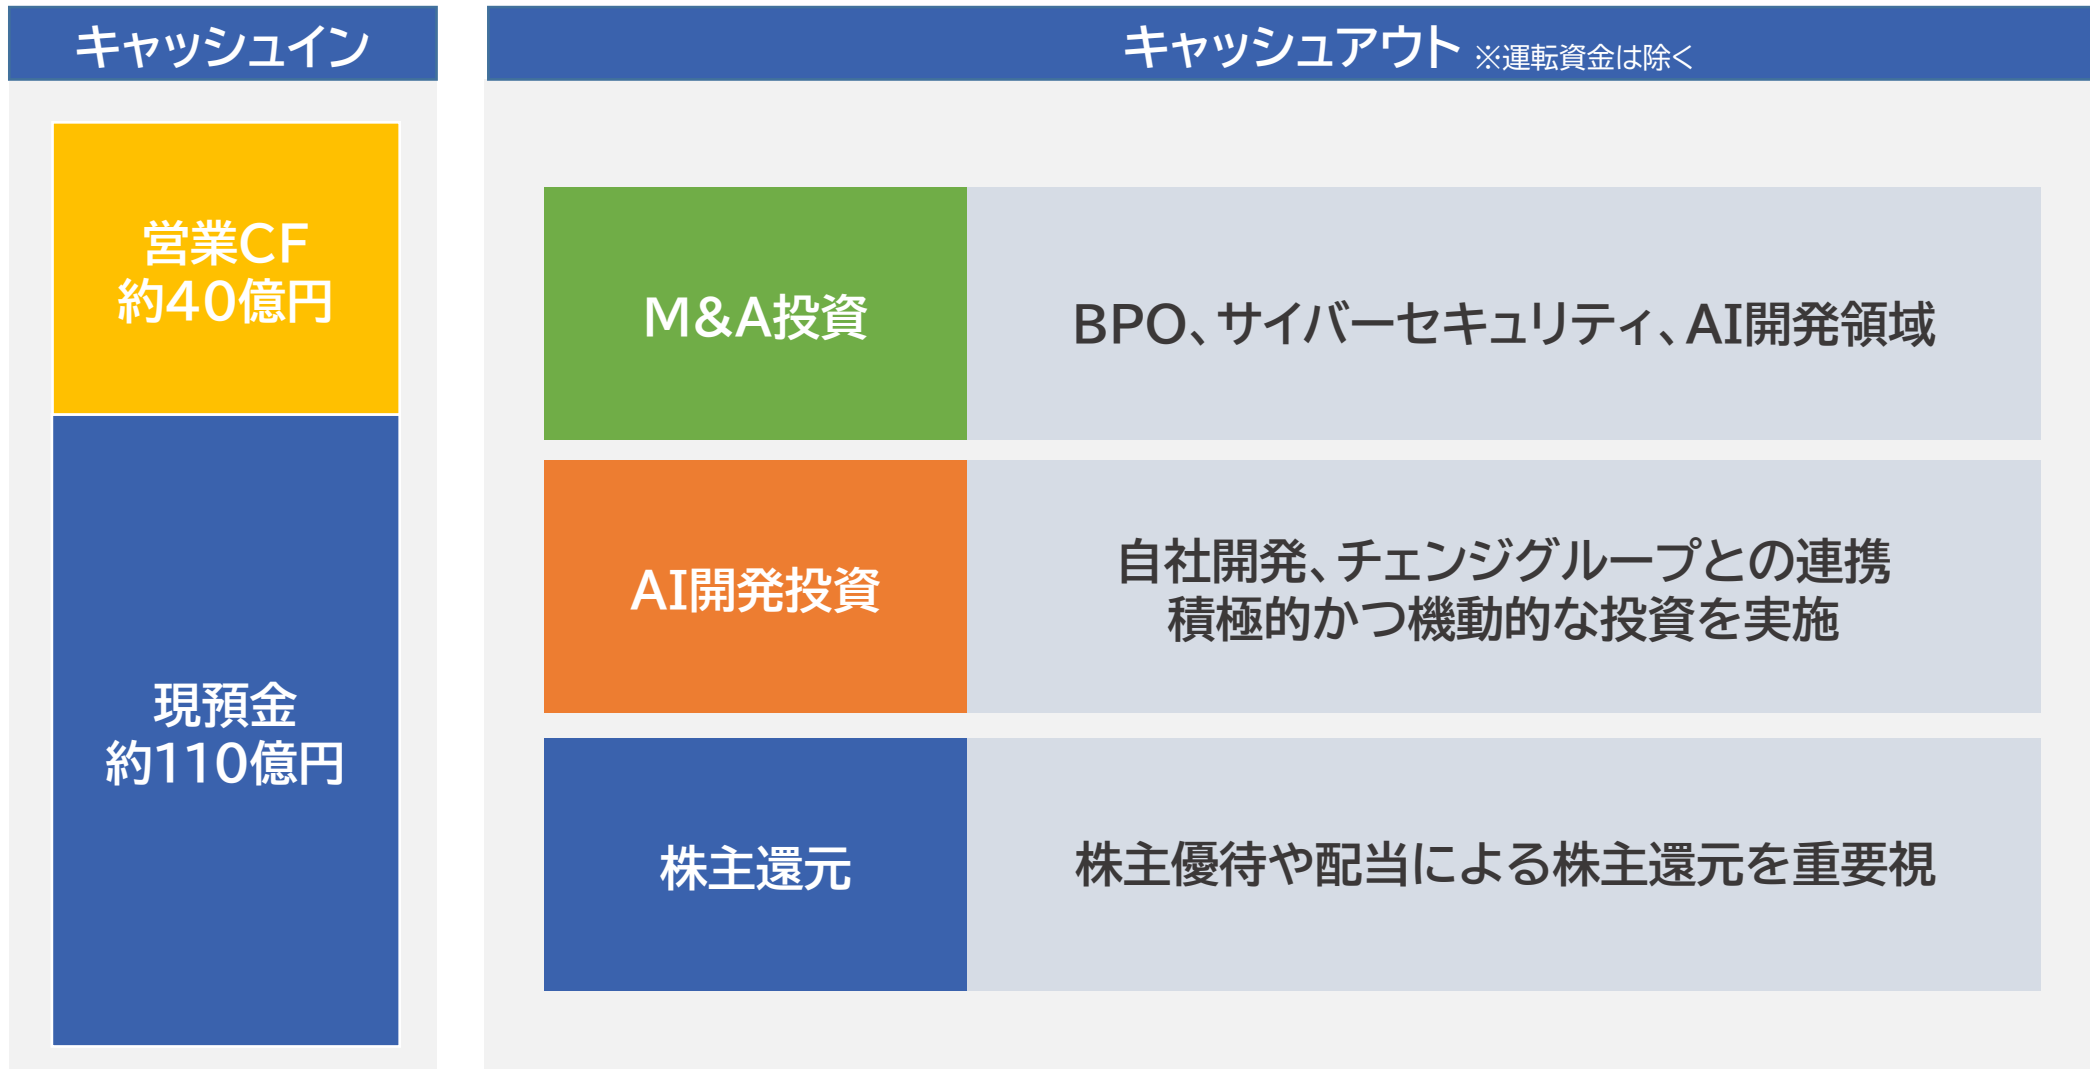 キャッシュイン
営業CF
約40億円
現預金
約110億円
キャッシュアウト ※運転資金は除く
M&A投資
BPO、サイバーセキュリティ、AI開発領域
AI開発投資
自社開発、チェンジグループとの連携
積極的かつ機動的な投資を実施
株主還元
株主優待や配当による株主還元を重要視